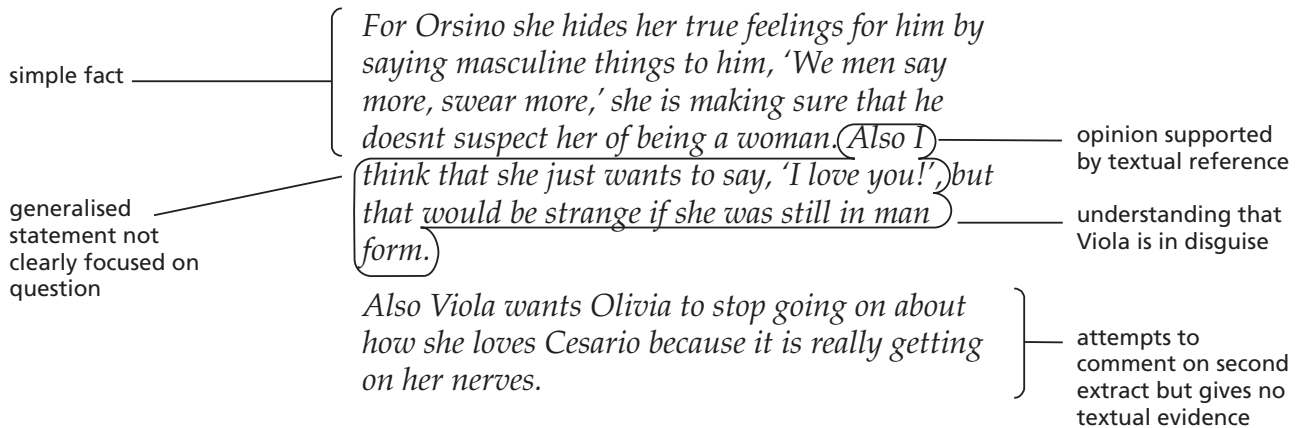 For Orsino she hides her true feelings for him by
saying masculine things to him, ‘We men say
more, swear more,’ she is making sure that he
doesnt suspect her of being a woman. Also I
think that she just wants to say, ‘I love you!’, but
that would be strange if she was still in man
form.
Also Viola wants Olivia to stop going on about
how she loves Cesario because it is really getting
on her nerves.
simple fact
generalised
statement not
clearly focused on
question
opinion supported
by textual reference
understanding that
Viola is in disguise
attempts to
comment on second
extract but gives no
textual evidence